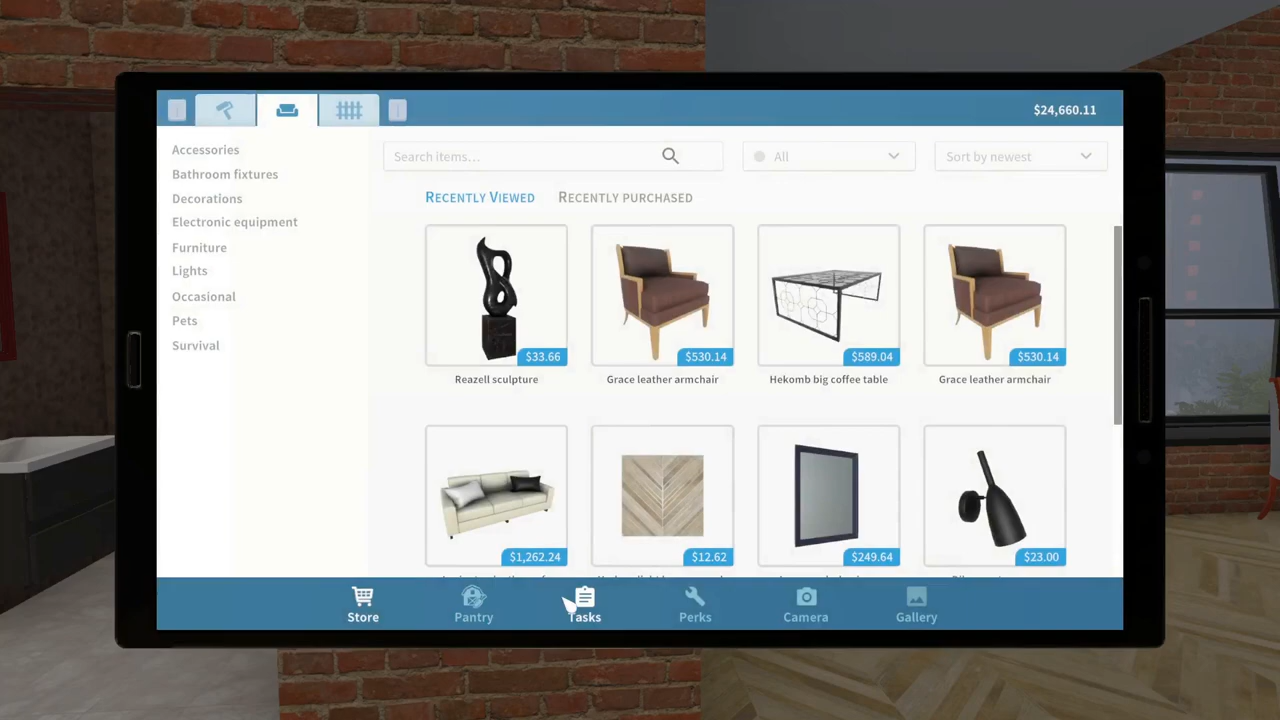 $24,660.11
Accessories
Bathroom fixtures
Decorations
Electronic equipment
Furniture
Lights
Occasional
Pets
Survival
Search items...
All
Sort by newest
RECENTLY VIEWED
RECENTLY PURCHASED
$33.66
$530.14
$589.04
$530.14
Reazell sculpture
Grace leather armchair
Hekomb big coffee table
Grace leather armchair
$1,262.24
$12.62
$249.64
$23.00
Store
Pantry
Tasks
Perks
Camera
Gallery